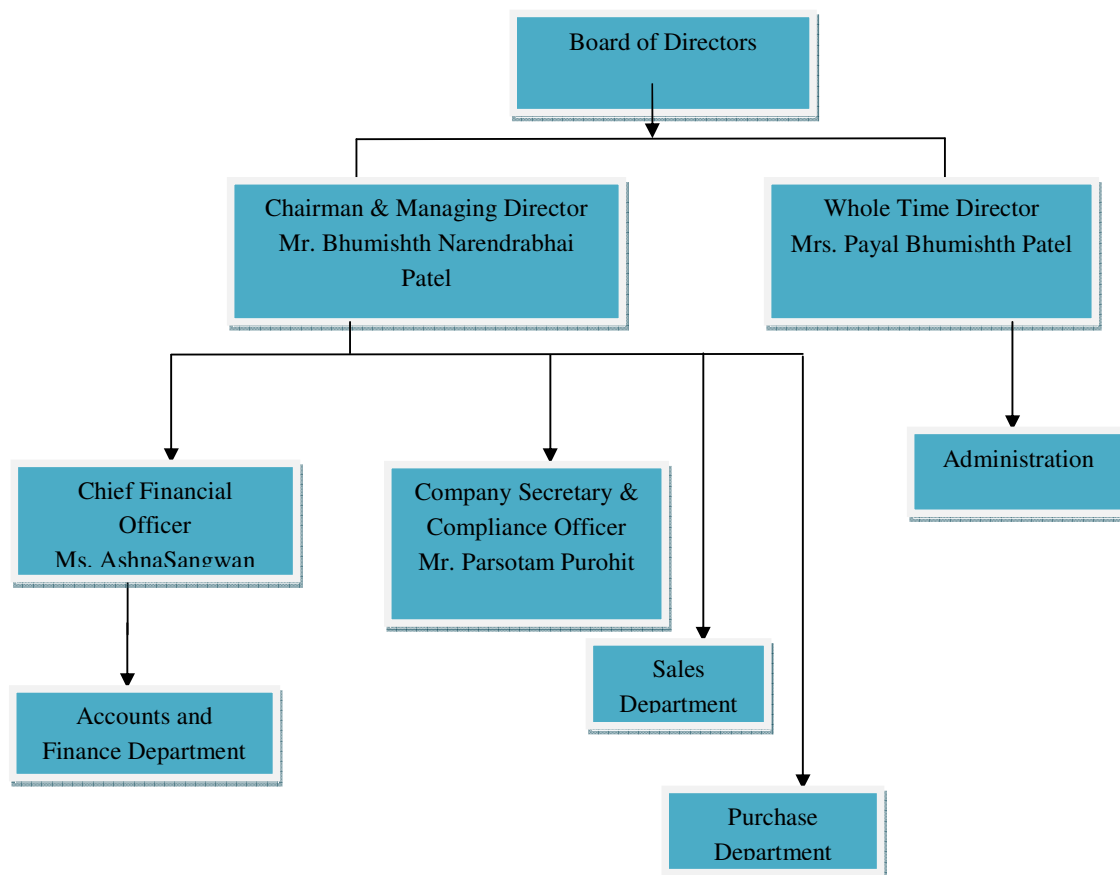 Board of Directors
Chairman & Managing Director
Mr. Bhumishth Narendrabhai
Patel
Whole Time Director
Mrs. Payal Bhumishth Patel
Chief Financial
Officer
Ms. AshnaSangwan
Company Secretary &
Compliance Officer
Mr. Parsotam Purohit
Administration
Sales
Department
Accounts and
Finance Department
Purchase
Department